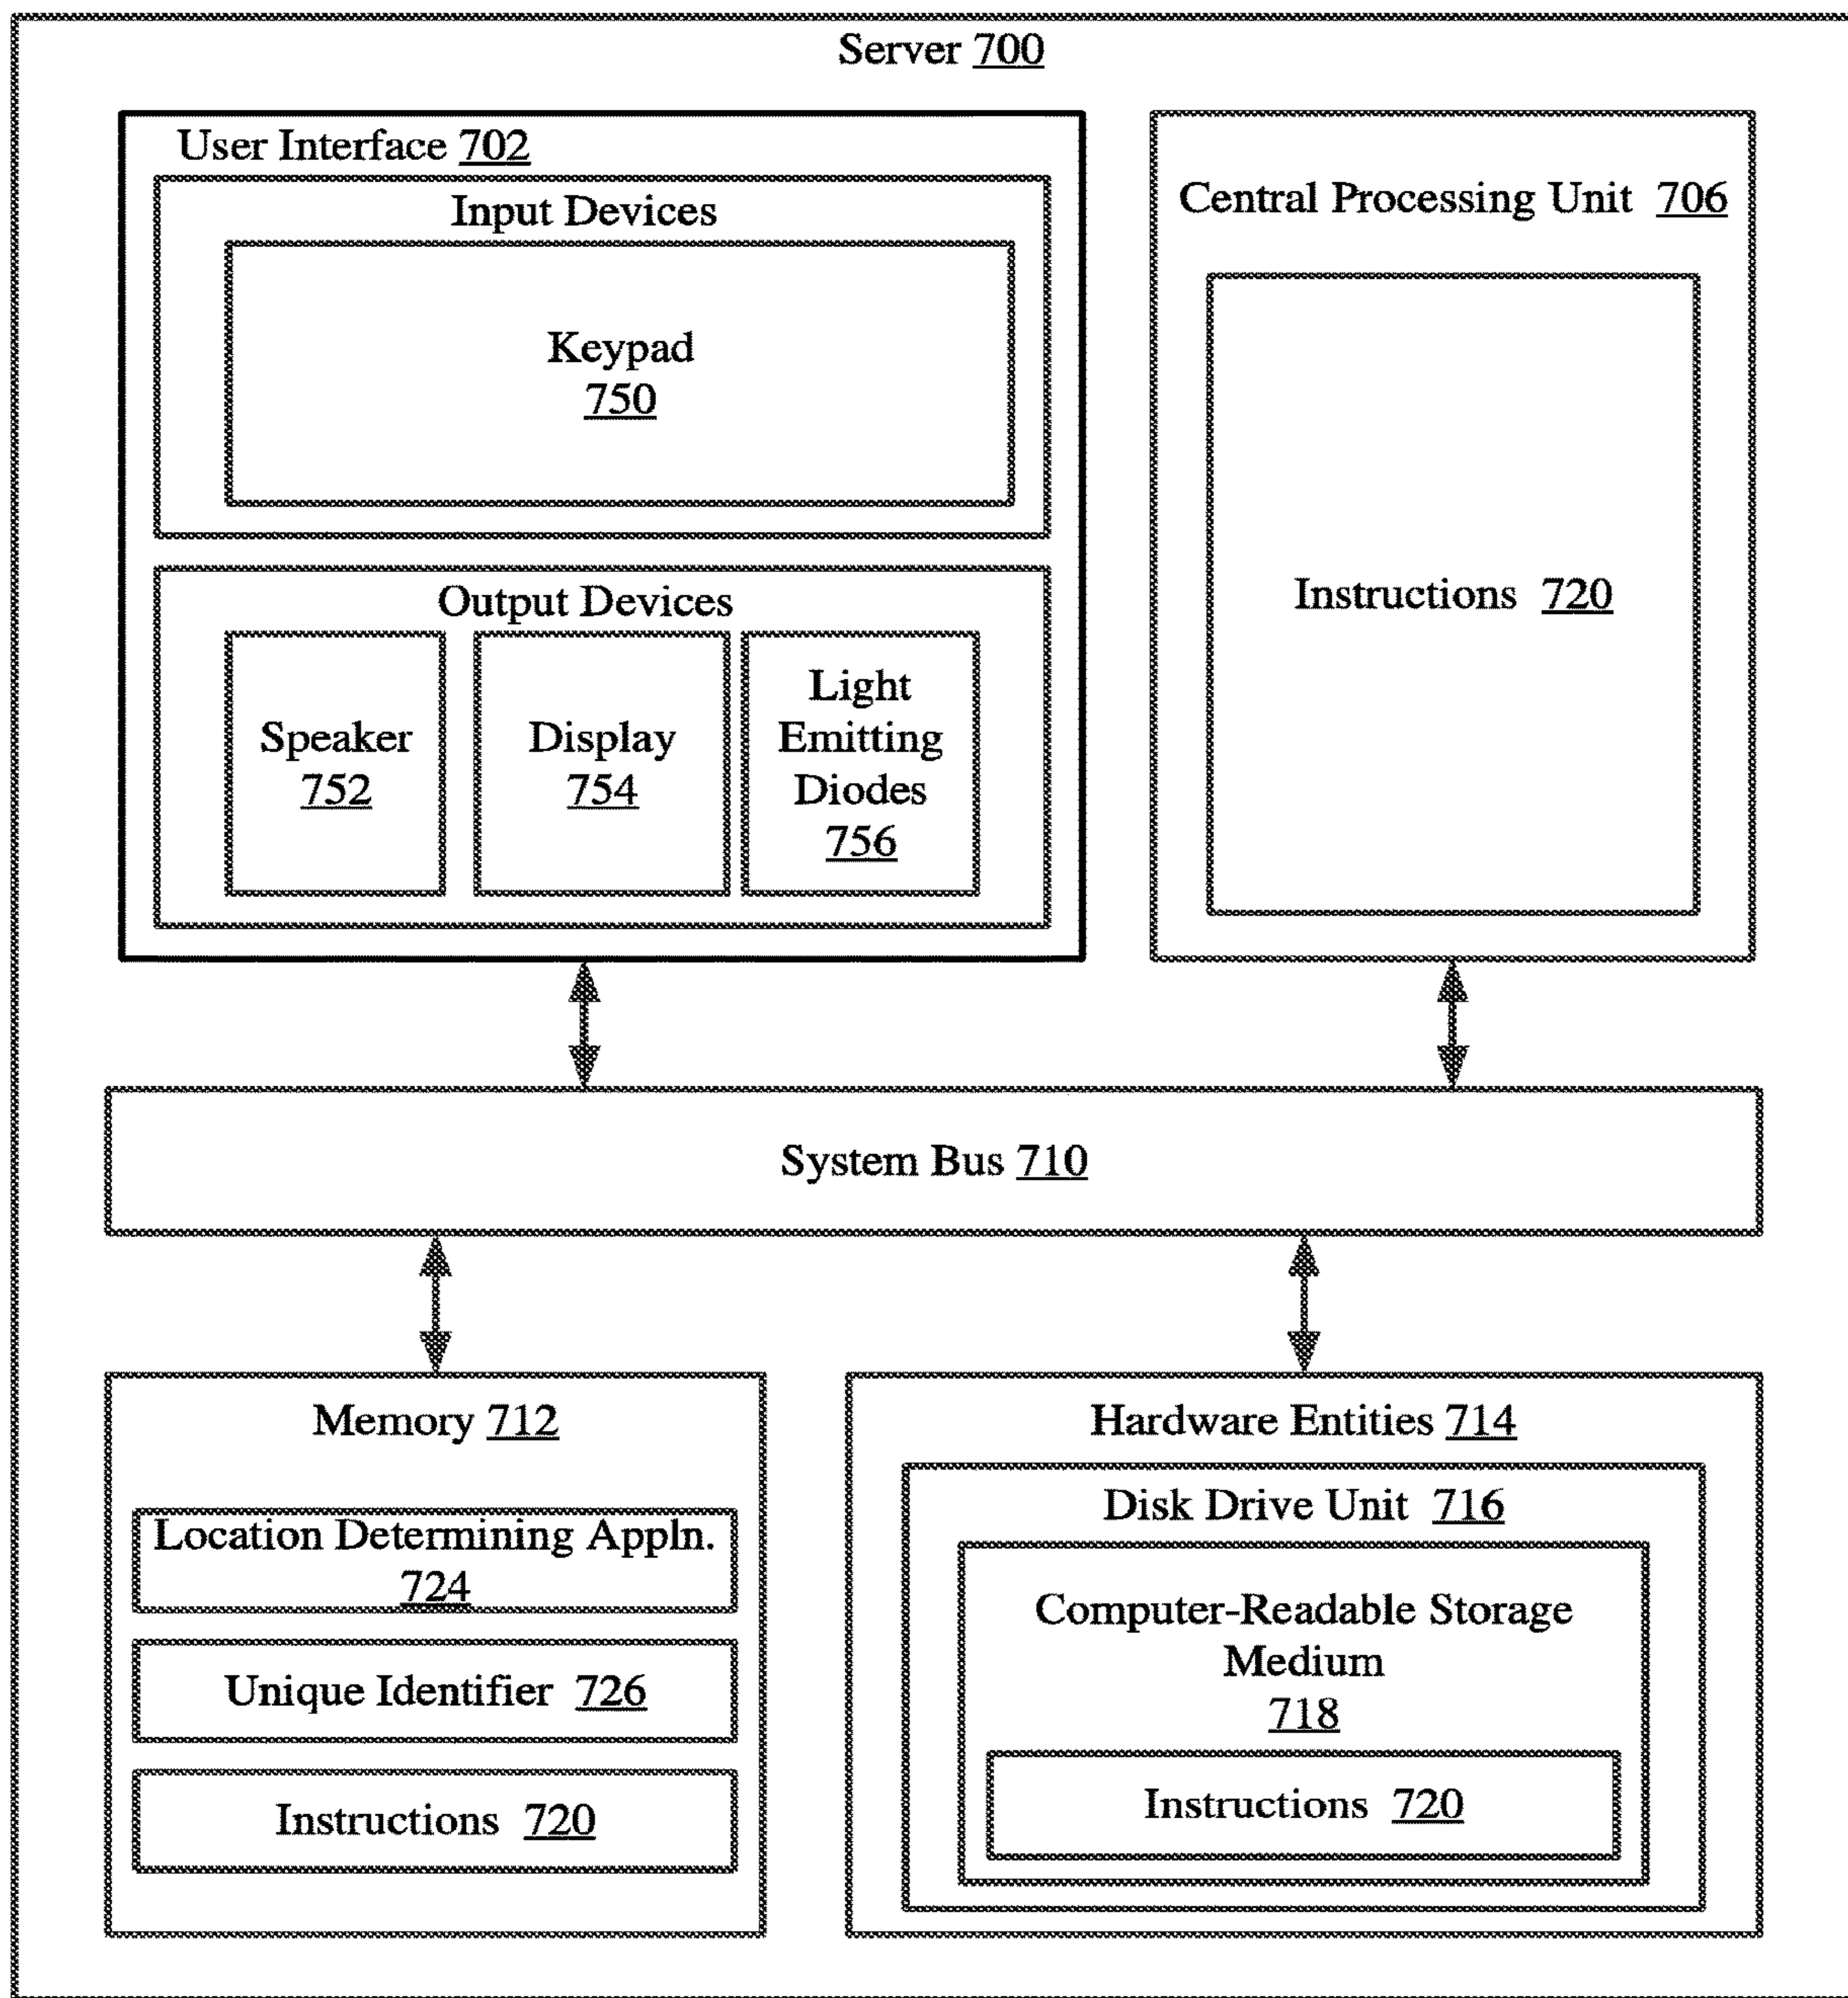 Server 700
User Interface 702
Input Devices
Keypad
750
Output Devices
Speaker
752
Display
754
Light
Emitting
Diodes
756
Central Processing Unit 706
Instructions 720
System Bus 710
Memory 712
Location Determining Appln.
724
Unique Identifier 726
Instructions 720
Hardware Entities 714
Disk Drive Unit 716
Computer-Readable Storage
Medium
718
Instructions 720